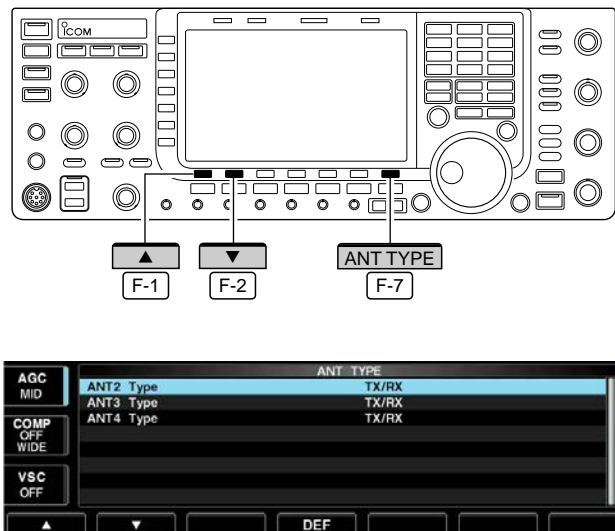 ICOM
▲ ▼ ANT TYPE
F-1 F-2 F-7
ANT TYPE
AGC
MID
ANT2 Type TX/RX
ANT3 Type TX/RX
ANT4 Type TX/RX
COMP
OFF
WIDE
VSC
OFF
▲ ▼ DEF